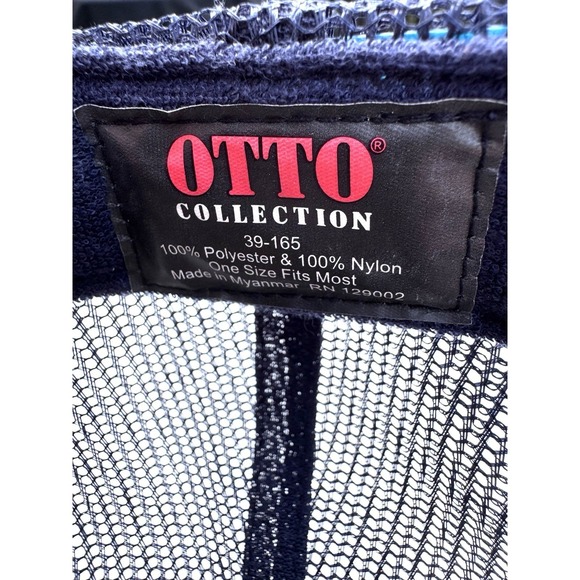 OTTO®
COLLECTION
39-165
100% Polyester & 100% Nylon
One Size Fits Most
Made in Myanmar RN 129002